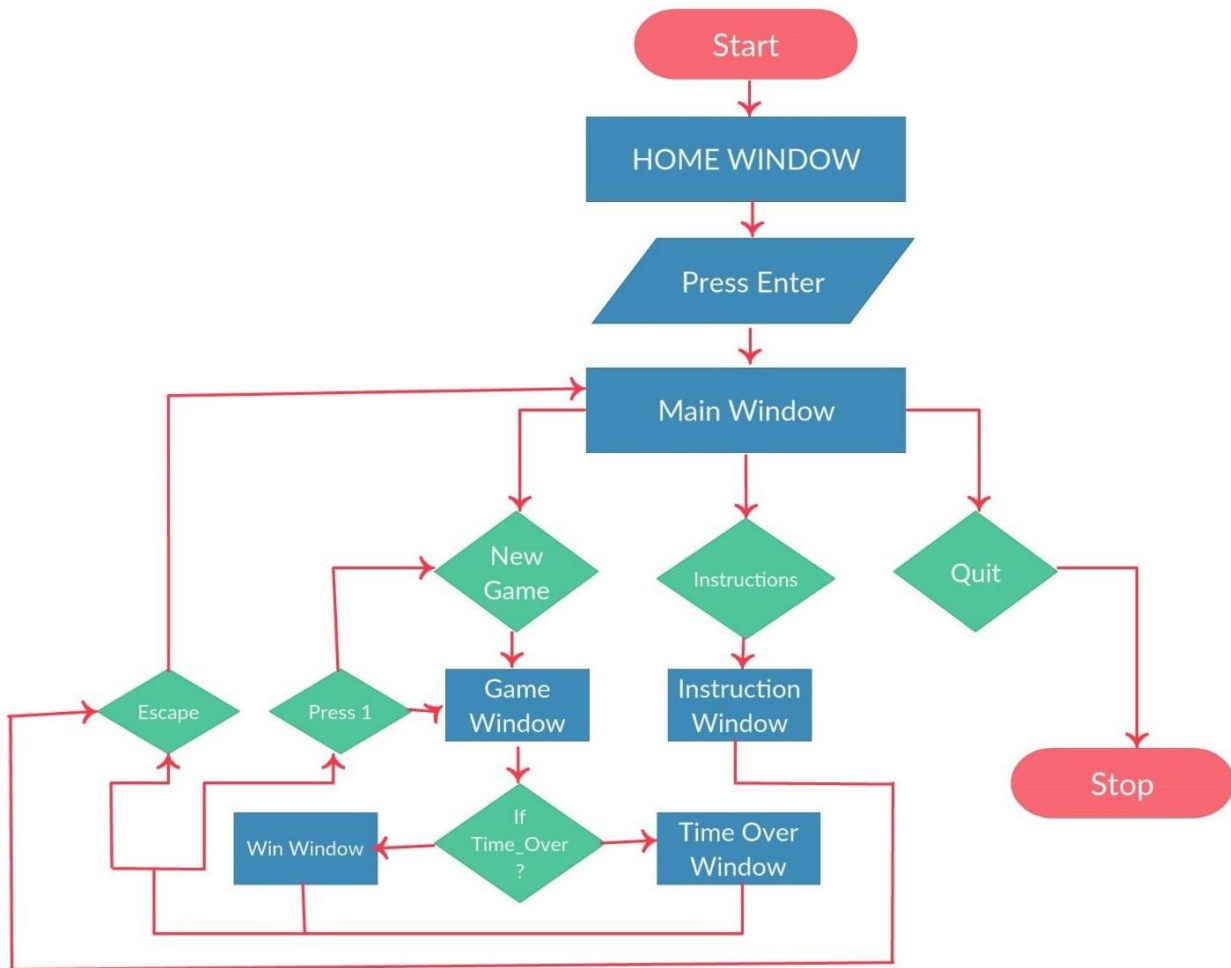 Start
HOME WINDOW
Press Enter
Main Window
New
Game
Instructions
Quit
Escape
Press 1
Game
Window
Instruction
Window
Stop
Win Window
If
Time_Over
?
Time Over
Window